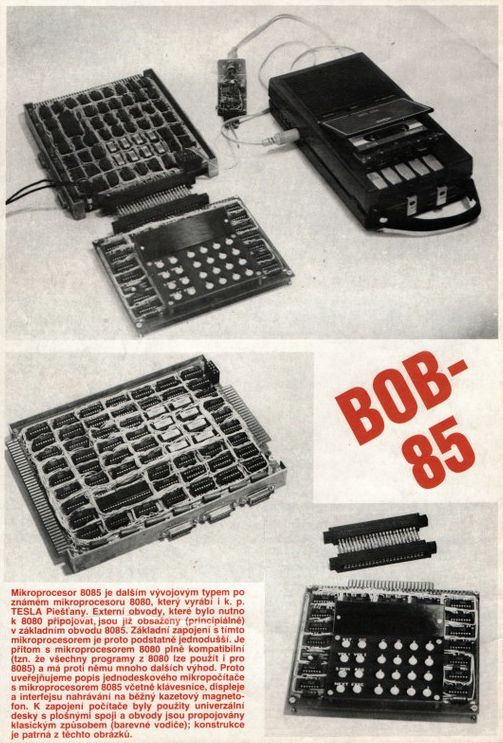 BOB-
85
Mikroprocesor 8085 je dalším vývojovým typem po
známém mikroprocesoru 8080, který vyrábí i k. p.
TESLA Piešťany. Externí obvody, které bylo nutno
k 8080 připojovat, jsou již obsaženy (principiálně)
v základním obvodu 8085. Základní zapojení s tímto
mikroprocesorem je proto podstatně jednodušší. Je
přitom s mikroprocesorem 8080 plně kompatibilní
(tzn. že všechny programy z 8080 lze použít i pro
8085) a má proti němu mnoho dalších výhod. Proto
uveřejňujeme popis jednodeskového mikropočítače
s mikroprocesorem 8085 včetně klávesnice, displeje
a interfejsu nahrávání na běžný kazetový magneto-
fon. K zapojení počítače byly použity univerzální
desky s plošnými spoji a obvody jsou propojovány
klasickým způsobem (barevné vodiče); konstrukce
je patrná z těchto obrázků.